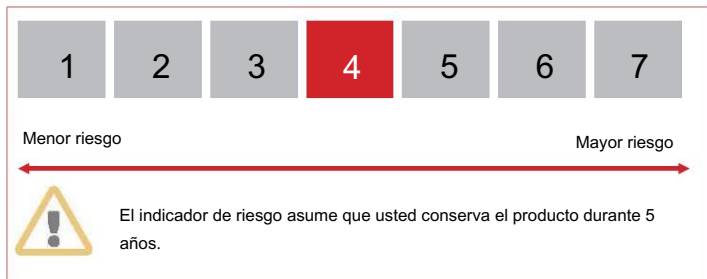 1 2 3 4 5 6 7
Menor riesgo
Mayor riesgo
El indicador de riesgo asume que usted conserva el producto durante 5
años.